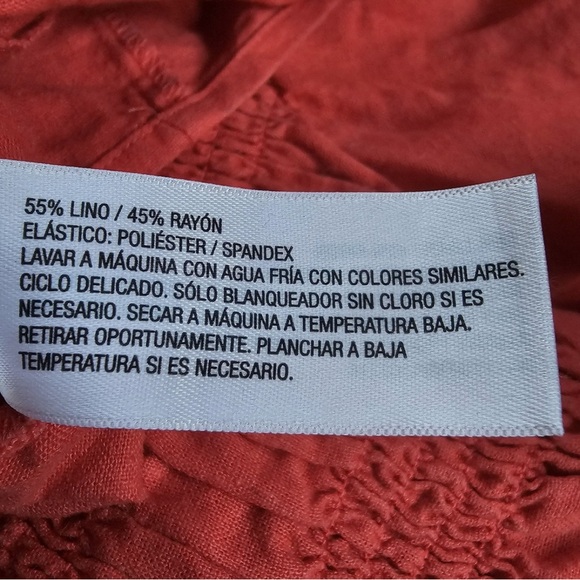 55% LINO / 45% RAYÓN
ELÁSTICO: POLIÉSTER / SPANDEX
LAVAR A MÁQUINA CON AGUA FRÍA CON COLORES SIMILARES.
CICLO DELICADO. SÓLO BLANQUEADOR SIN CLORO SI ES
NECESARIO. SECAR A MÁQUINA A TEMPERATURA BAJA.
RETIRAR OPORTUNAMENTE. PLANCHAR A BAJA
TEMPERATURA SI ES NECESARIO.